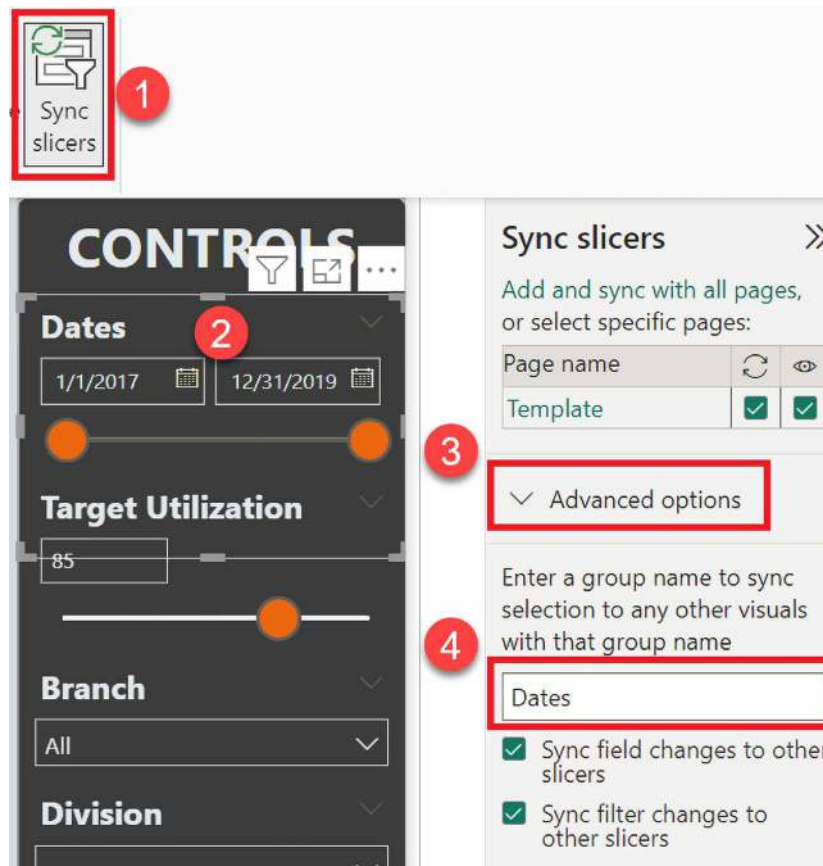 Sync
slicers
1
CONTROLS
Dates
2
1/1/2017
12/31/2019
Target Utilization
85
Branch
All
Division
Sync slicers
Add and sync with all pages,
or select specific pages:
Page name
Template
3
Advanced options
Enter a group name to sync
selection to any other visuals
with that group name
4
Dates
Sync field changes to other
slicers
Sync filter changes to
other slicers